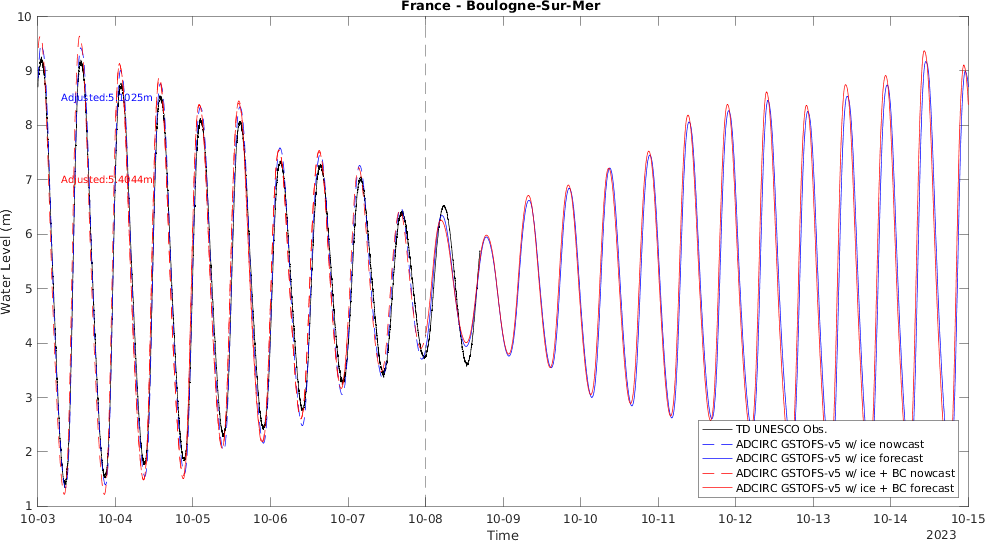 France - Boulogne-Sur-Mer
10
9
8
7
6
5
4
3
2
1
Water Level (m)
Adjusted:5.1025m
Adjusted:5.4044m
TD UNESCO Obs.
ADCIRC GSTOFS-v5 w/ ice nowcast
ADCIRC GSTOFS-v5 w/ ice forecast
ADCIRC GSTOFS-v5 w/ ice + BC nowcast
ADCIRC GSTOFS-v5 w/ ice + BC forecast
10-03 10-04 10-05 10-06 10-07 10-08 10-09 10-10 10-11 10-12 10-13 10-14 10-15
Time
2023